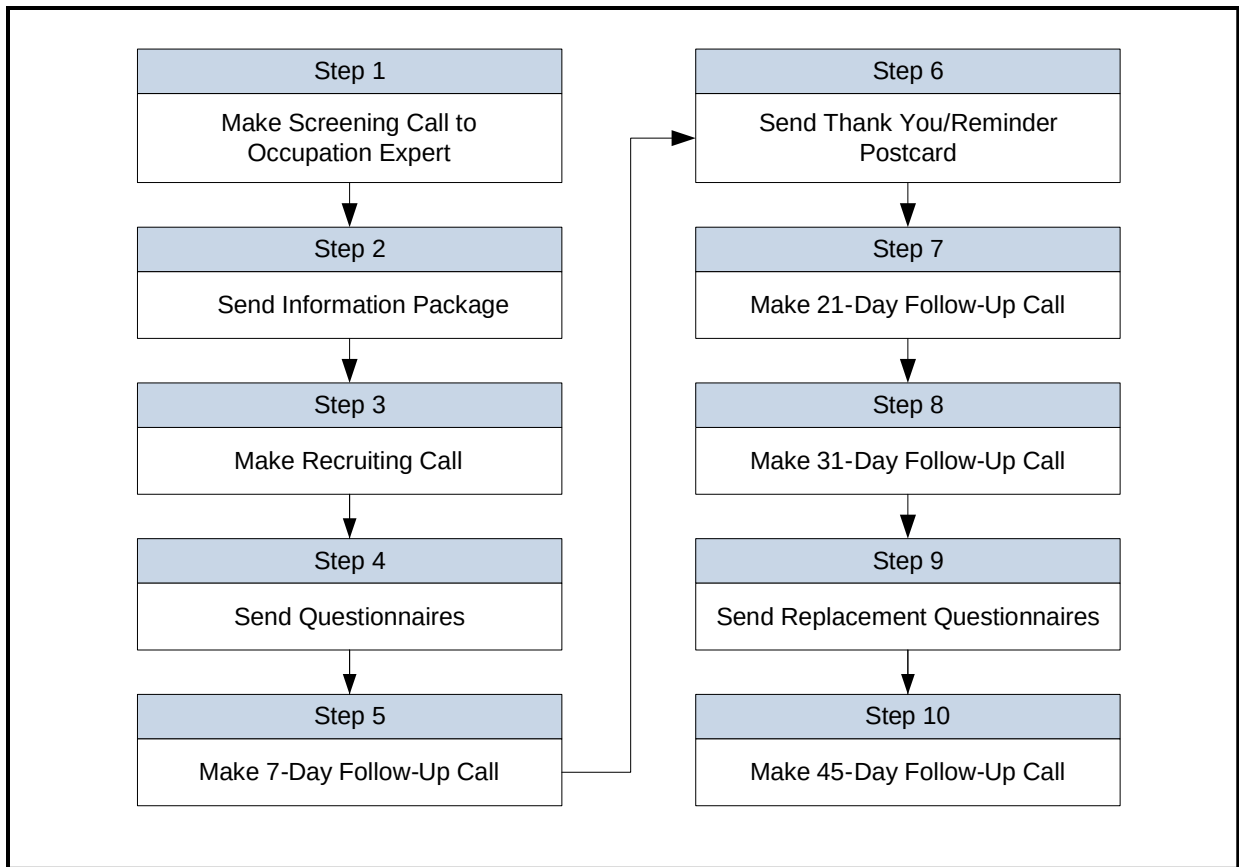 Step 1
Make Screening Call to
Occupation Expert
Step 2
Send Information Package
Step 3
Make Recruiting Call
Step 4
Send Questionnaires
Step 5
Make 7-Day Follow-Up Call
Step 6
Send Thank You/Reminder
Postcard
Step 7
Make 21-Day Follow-Up Call
Step 8
Make 31-Day Follow-Up Call
Step 9
Send Replacement Questionnaires
Step 10
Make 45-Day Follow-Up Call